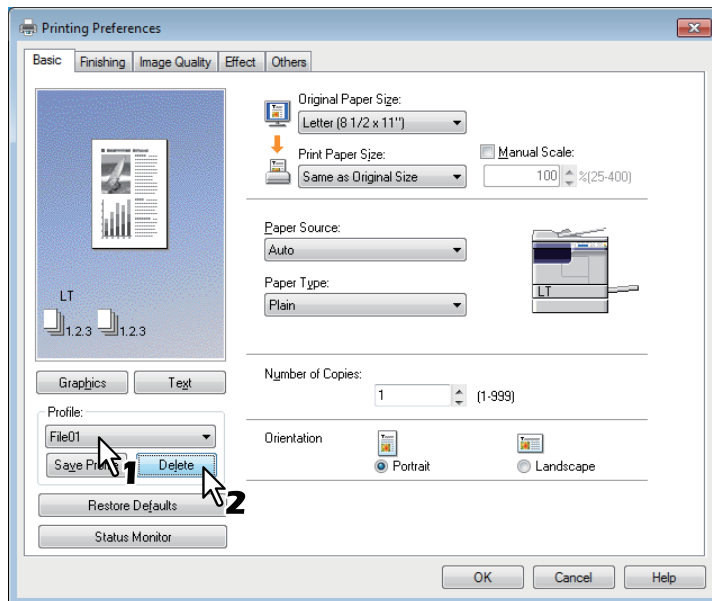 Printing Preferences
Basic Finishing Image Quality Effect Others
Original Paper Size:
Letter (8 1/2 x 11")
Print Paper Size:
Same as Original Size
Manual Scale:
100 %(25-400)
Paper Source:
Auto
Paper Type:
Plain
LT
LT
1.2.3 1.2.3
Graphics Text
Number of Copies:
1 (1-999)
Profile:
File01
Save Profile Delete
1
2
Orientation
Portrait Landscape
Restore Defaults
Status Monitor
OK Cancel Help